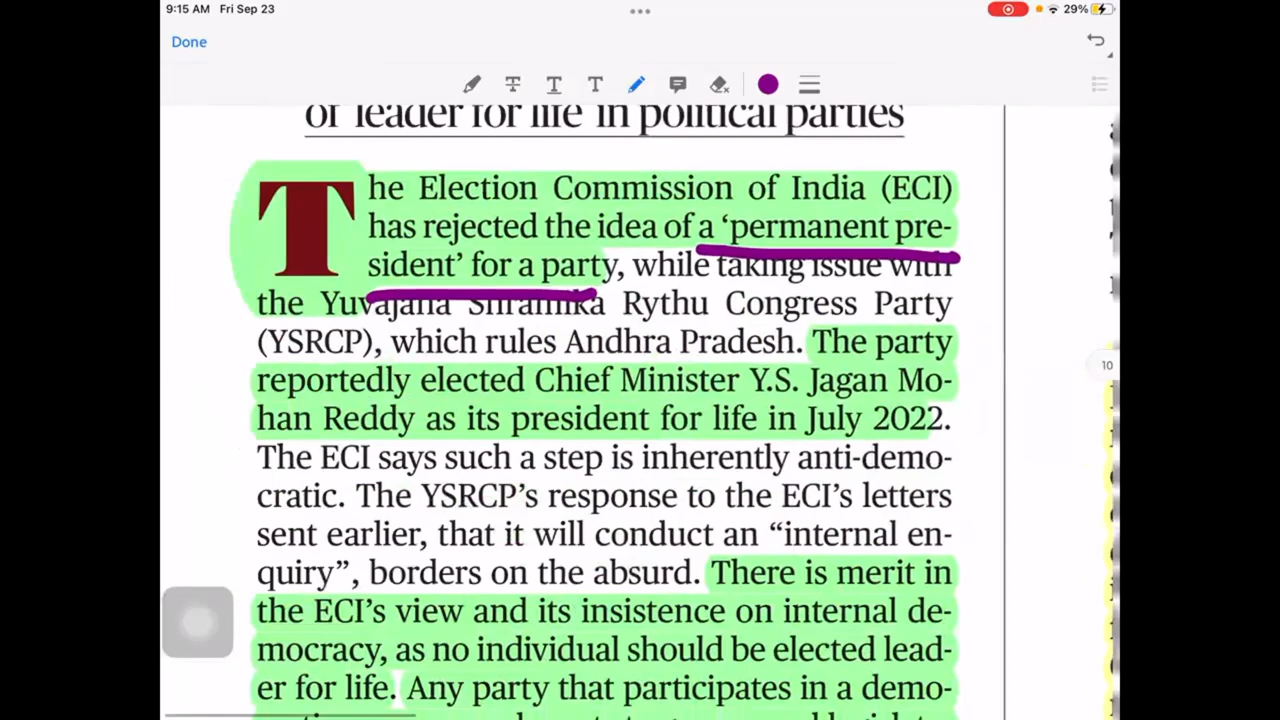 9:15 AM Fri Sep 23
29%
Done
of leader for life in political parties
The Election Commission of India (ECI)
has rejected the idea of a ‘permanent pre-
sident’ for a party, while taking issue with
the Yuvajana Shramika Rythu Congress Party
(YSRCP), which rules Andhra Pradesh. The party
reportedly elected Chief Minister Y.S. Jagan Mo-
han Reddy as its president for life in July 2022.
The ECI says such a step is inherently anti-demo-
cratic. The YSRCP’s response to the ECI’s letters
sent earlier, that it will conduct an “internal en-
quiry”, borders on the absurd. There is merit in
the ECI’s view and its insistence on internal de-
mocracy, as no individual should be elected lead-
er for life. Any party that participates in a demo-
10